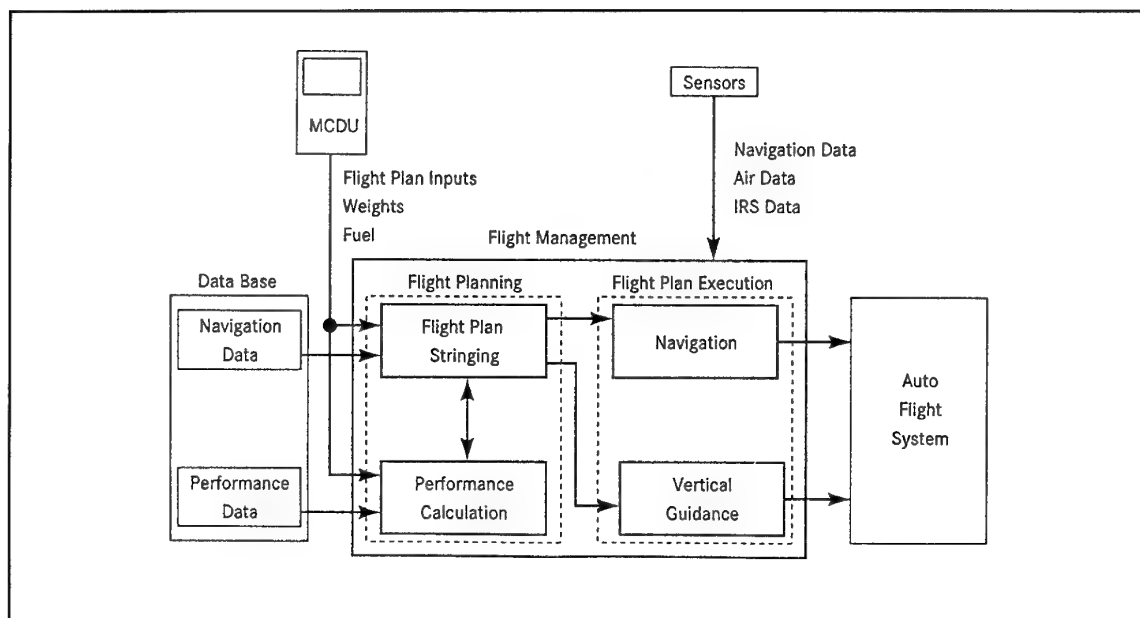 MCDU
Sensors
Flight Plan Inputs
Weights
Fuel
Navigation Data
Air Data
IRS Data
Flight Management
Data Base
Flight Planning
Flight Plan Execution
Navigation
Data
Flight Plan
Stringing
Navigation
Auto
Flight
System
Performance
Data
Performance
Calculation
Vertical
Guidance